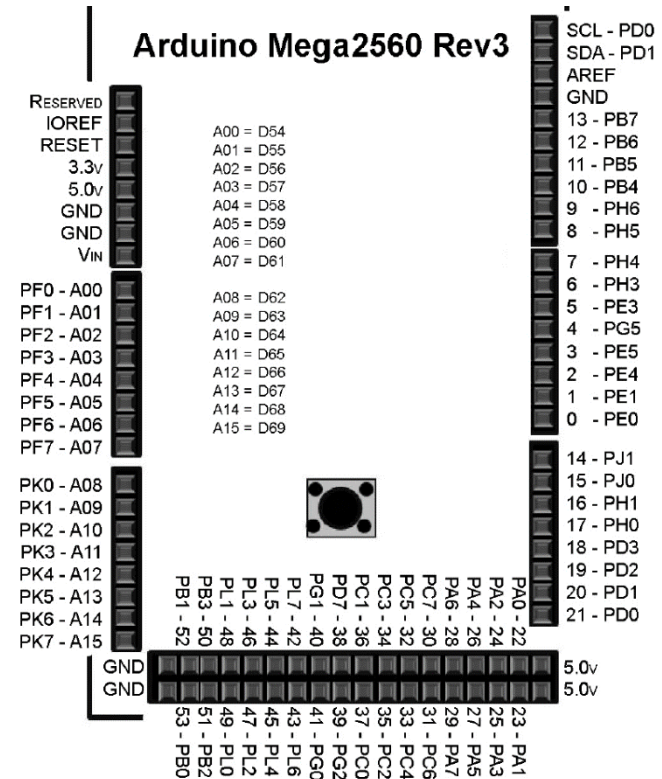 Arduino Mega2560 Rev3
RESERVED
IOREF
RESET
3.3V
5.0V
GND
GND
VIN
PF0 - A00
PF1 - A01
PF2 - A02
PF3 - A03
PF4 - A04
PF5 - A05
PF6 - A06
PF7 - A07
PK0 - A08
PK1 - A09
PK2 - A10
PK3 - A11
PK4 - A12
PK5 - A13
PK6 - A14
PK7 - A15
A00 = D54
A01 = D55
A02 = D56
A03 = D57
A04 = D58
A05 = D59
A06 = D60
A07 = D61
A08 = D62
A09 = D63
A10 = D64
A11 = D65
A12 = D66
A13 = D67
A14 = D68
A15 = D69
SCL - PD0
SDA - PD1
AREF
GND
13 - PB7
12 - PB6
11 - PB5
10 - PB4
9 - PH6
8 - PH5
7 - PH4
6 - PH3
5 - PE3
4 - PG5
3 - PE5
2 - PE4
1 - PE1
0 - PE0
14 - PJ1
15 - PJ0
16 - PH1
17 - PH0
18 - PD3
19 - PD2
20 - PD1
21 - PD0
PB1 - 52
PB3 - 50
PL1 - 48
PL3 - 46
PL5 - 44
PL7 - 42
PG1 - 40
PD7 - 38
PC1 - 36
PC3 - 34
PC5 - 32
PC7 - 30
PA6 - 28
PA4 - 26
PA2 - 24
PA0 - 22
GND
GND
5.0V
5.0V
53 - PB0
51 - PB2
49 - PL0
47 - PL2
45 - PL4
43 - PL6
41 - PG0
39 - PG2
37 - PC0
35 - PC2
33 - PC4
31 - PC6
29 - PA7
27 - PA5
25 - PA3
23 - PA1